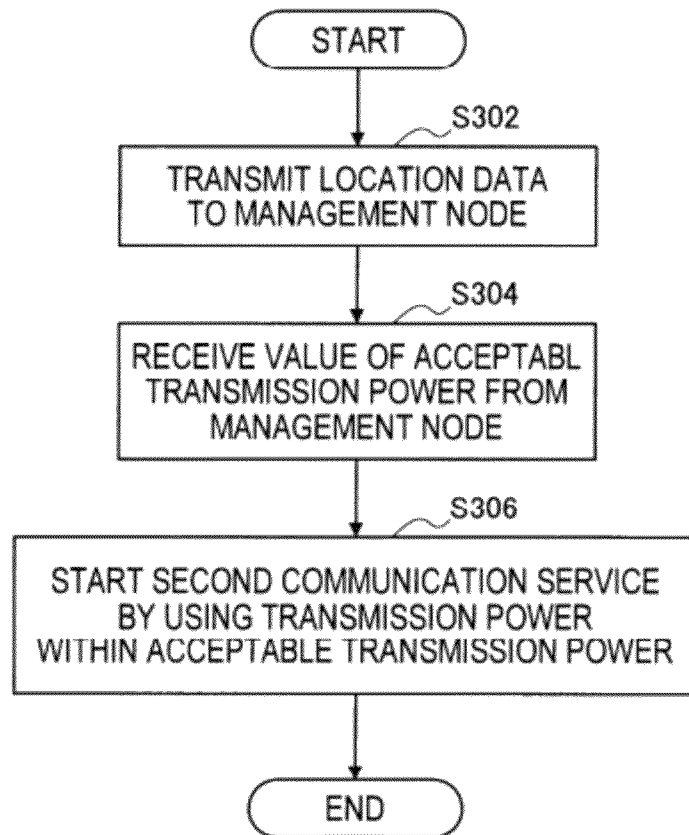 START
S302
TRANSMIT LOCATION DATA
TO MANAGEMENT NODE
S304
RECEIVE VALUE OF ACCEPTABL
TRANSMISSION POWER FROM
MANAGEMENT NODE
S306
START SECOND COMMUNICATION SERVICE
BY USING TRANSMISSION POWER
WITHIN ACCEPTABLE TRANSMISSION POWER
END